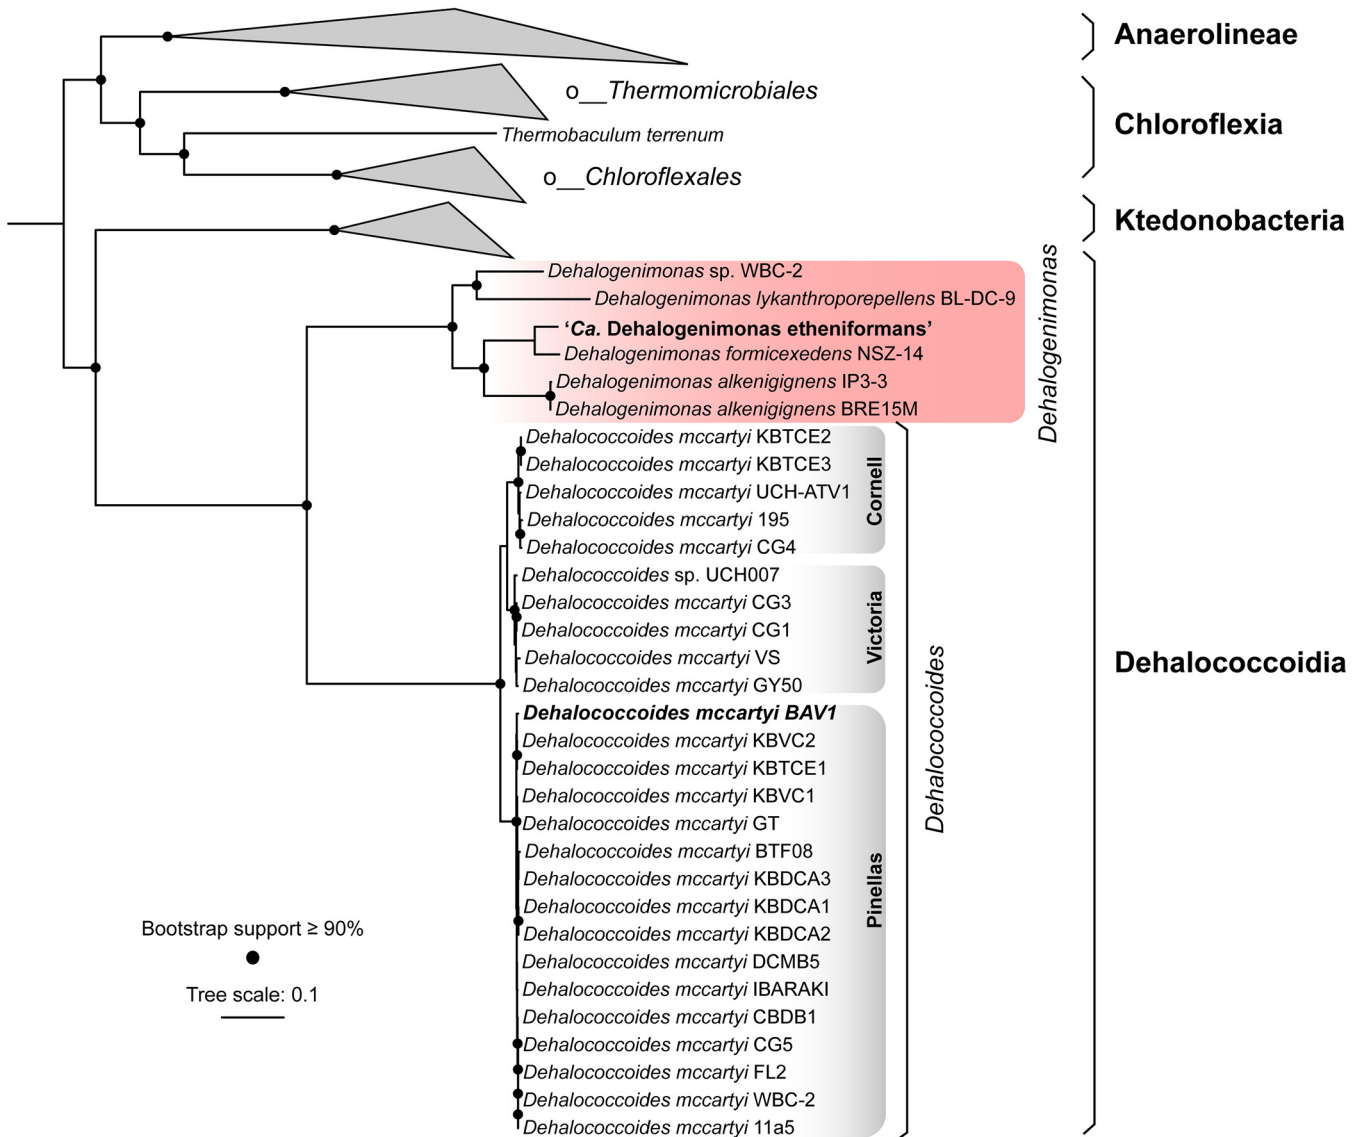 Anaerolineae
o__Thermomicrobiales
Chloroflexia
Thermobaculum terrenum
o__Chloroflexales
Ktedonobacteria
Dehalogenimonas sp. WBC-2
Dehalogenimonas lykanthroporepellens BL-DC-9
‘Ca. Dehalogenimonas etheniformans’
Dehalogenimonas formicexedens NSZ-14
Dehalogenimonas alkenigignens IP3-3
Dehalogenimonas alkenigignens BRE15M
Dehalogenimonas
Dehalococcoides mccartyi KBTCE2
Dehalococcoides mccartyi KBTCE3
Dehalococcoides mccartyi UCH-ATV1
Dehalococcoides mccartyi 195
Dehalococcoides mccartyi CG4
Cornell
Dehalococcoides sp. UCH007
Dehalococcoides mccartyi CG3
Dehalococcoides mccartyi CG1
Dehalococcoides mccartyi VS
Dehalococcoides mccartyi GY50
Victoria
Dehalococcoides mccartyi BAV1
Dehalococcoides mccartyi KBVC2
Dehalococcoides mccartyi KBTCE1
Dehalococcoides mccartyi KBVC1
Dehalococcoides mccartyi GT
Dehalococcoides mccartyi BTF08
Dehalococcoides mccartyi KBDCA3
Dehalococcoides mccartyi KBDCA1
Dehalococcoides mccartyi KBDCA2
Dehalococcoides mccartyi DCMB5
Dehalococcoides mccartyi IBARAKI
Dehalococcoides mccartyi CBDB1
Dehalococcoides mccartyi CG5
Dehalococcoides mccartyi FL2
Dehalococcoides mccartyi WBC-2
Dehalococcoides mccartyi 11a5
Pinellas
Dehalococcoides
Dehalococcoidia
Bootstrap support ≥ 90%
Tree scale: 0.1